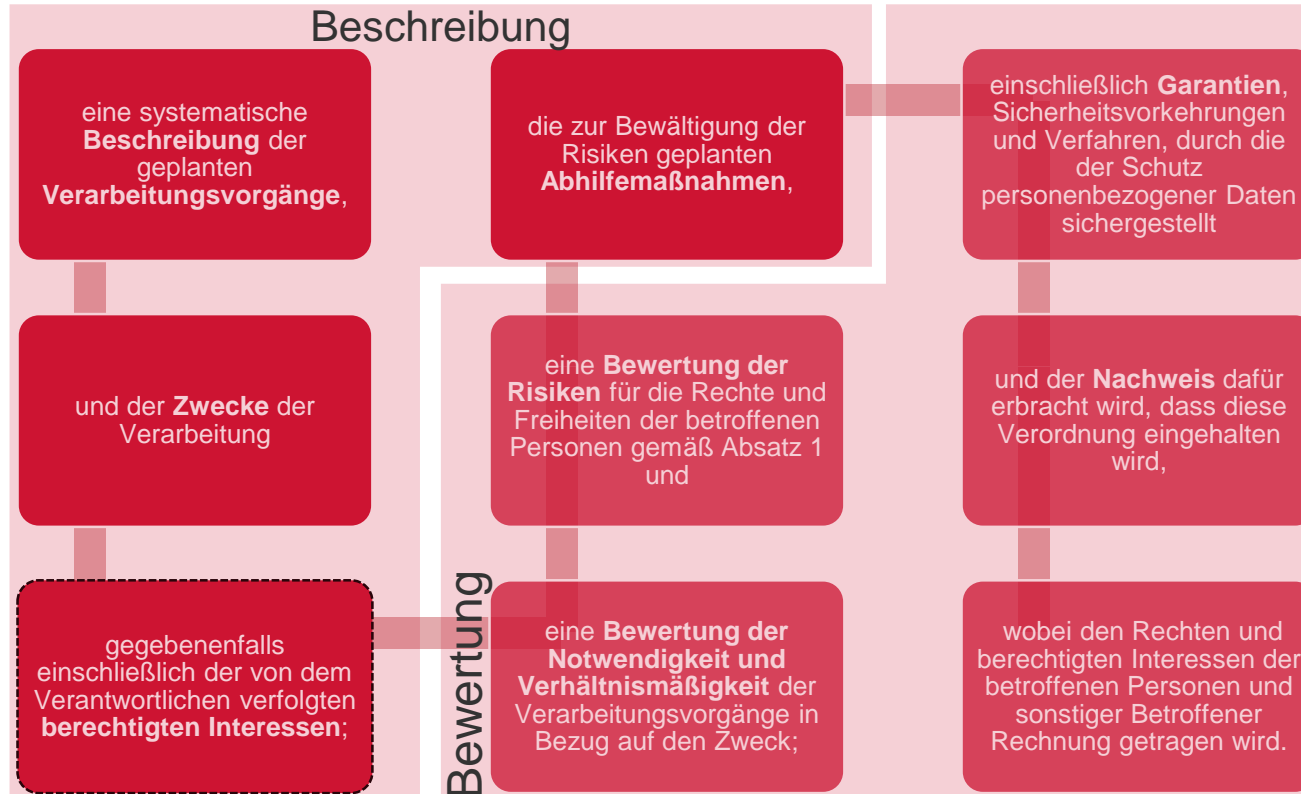 Beschreibung
eine systematische
Beschreibung der
geplanten
Verarbeitungsvorgänge,
und der Zwecke der
Verarbeitung
gegebenenfalls
einschließlich der von dem
Verantwortlichen verfolgten
berechtigten Interessen;
Bewertung
eine Bewertung der
Notwendigkeit und
Verhältnismäßigkeit der
Verarbeitungsvorgänge in
Bezug auf den Zweck;
eine Bewertung der
Risiken für die Rechte und
Freiheiten der betroffenen
Personen gemäß Absatz 1
und
die zur Bewältigung der
Risiken geplanten
Abhilfemaßnahmen,
einschließlich Garantien,
Sicherheitsvorkehrungen
und Verfahren, durch die
der Schutz
personenbezogener Daten
sichergestellt
und der Nachweis dafür
erbracht wird, dass diese
Verordnung eingehalten
wird,
wobei den Rechten und
berechtigten Interessen der
betroffenen Personen und
sonstiger Betroffener
Rechnung getragen wird.